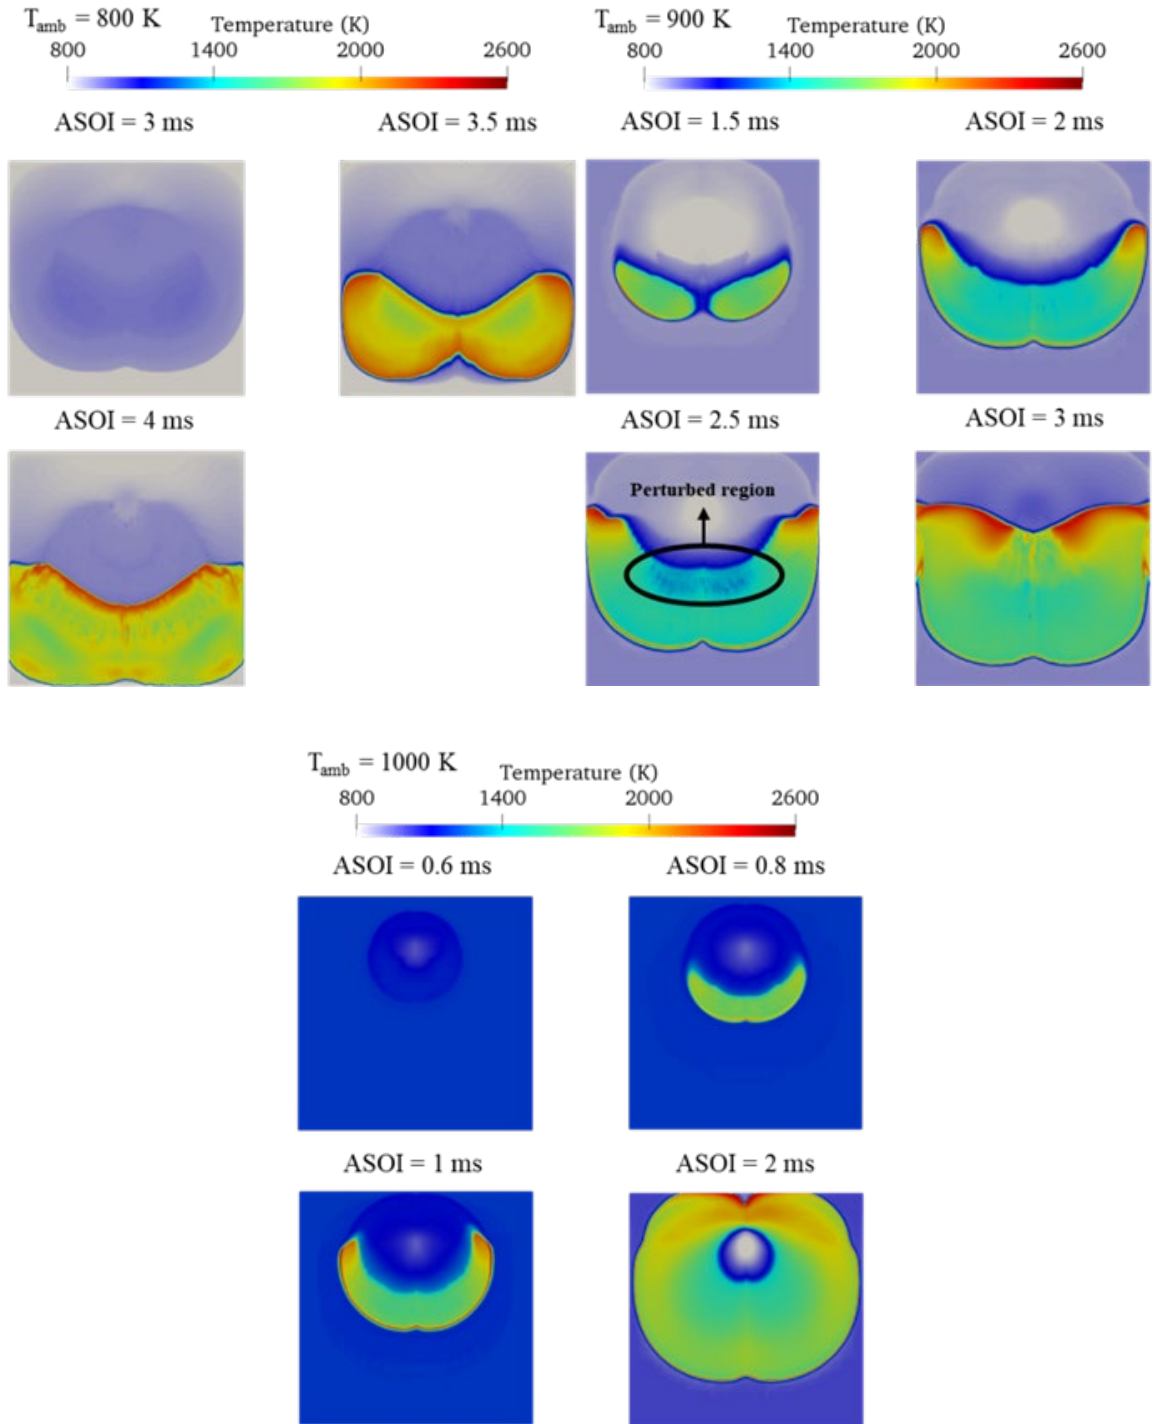 T_amb = 800 K
Temperature (K)
800 1400 2000 2600
ASOI = 3 ms ASOI = 3.5 ms
ASOI = 4 ms
T_amb = 900 K
Temperature (K)
800 1400 2000 2600
ASOI = 1.5 ms ASOI = 2 ms
ASOI = 2.5 ms ASOI = 3 ms
Perturbed region
T_amb = 1000 K
Temperature (K)
800 1400 2000 2600
ASOI = 0.6 ms ASOI = 0.8 ms
ASOI = 1 ms ASOI = 2 ms